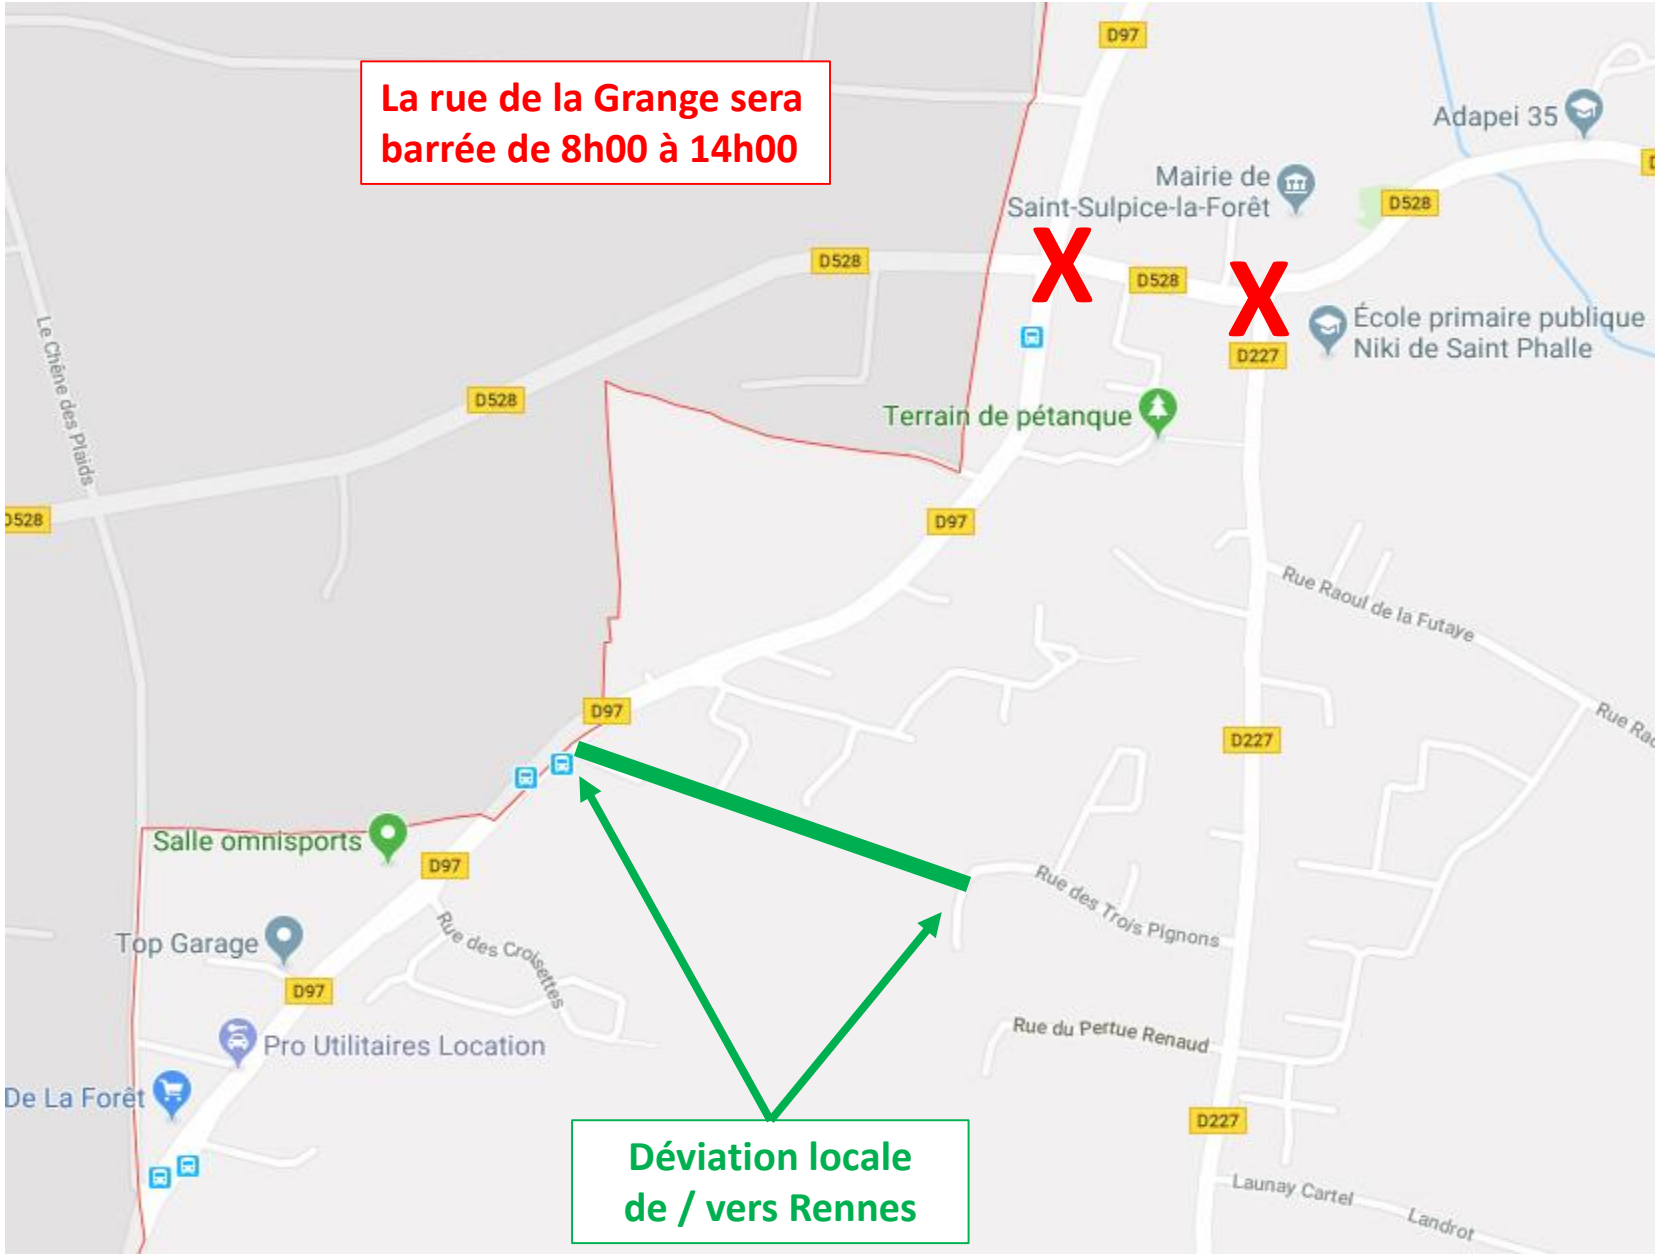 D97
La rue de la Grange sera
barrée de 8h00 à 14h00
Adapei 35
Mairie de
Saint-Sulpice-la-Forêt
D528
X
D528
D528
X
École primaire publique
Niki de Saint Phalle
D227
Le Chêne des Plaids
D528
Terrain de pétanque
D528
D97
Rue Raoul de la Futaye
D97
Rue Rao
D227
Salle omnisports
D97
Rue des Trois Pignons
Rue des Croisettes
Top Garage
D97
Pro Utilitaires Location
Rue du Pertue Renaud
De La Forêt
D227
Déviation locale
de / vers Rennes
Launay Cartel
Landrot